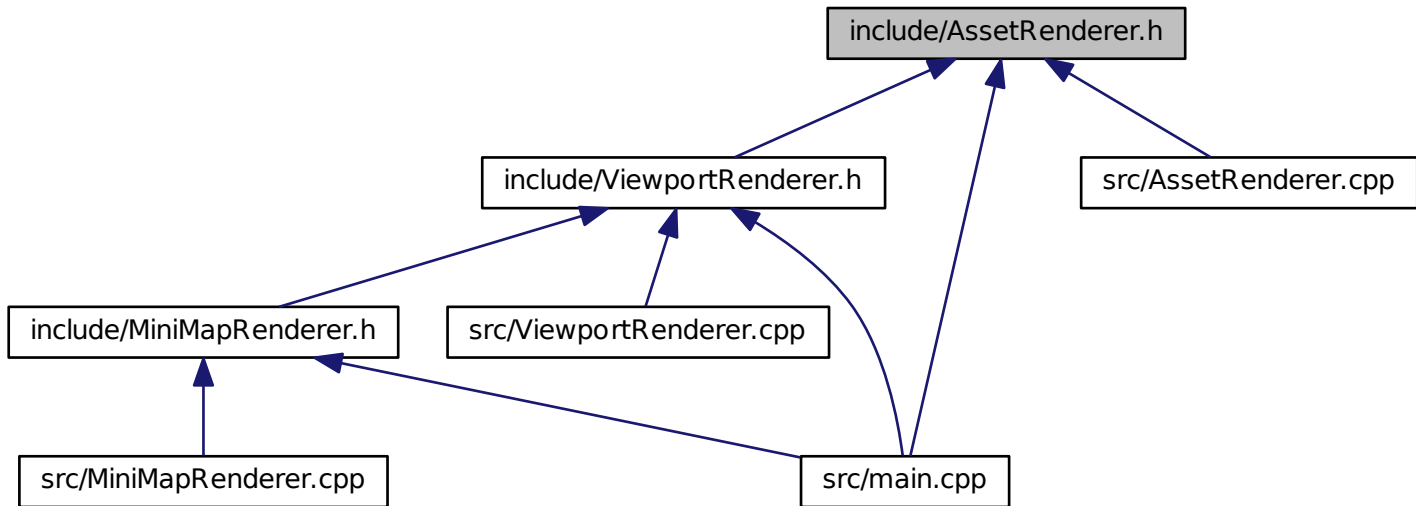 include/AssetRenderer.h
include/ViewportRenderer.h
src/AssetRenderer.cpp
include/MiniMapRenderer.h
src/ViewportRenderer.cpp
src/MiniMapRenderer.cpp
src/main.cpp